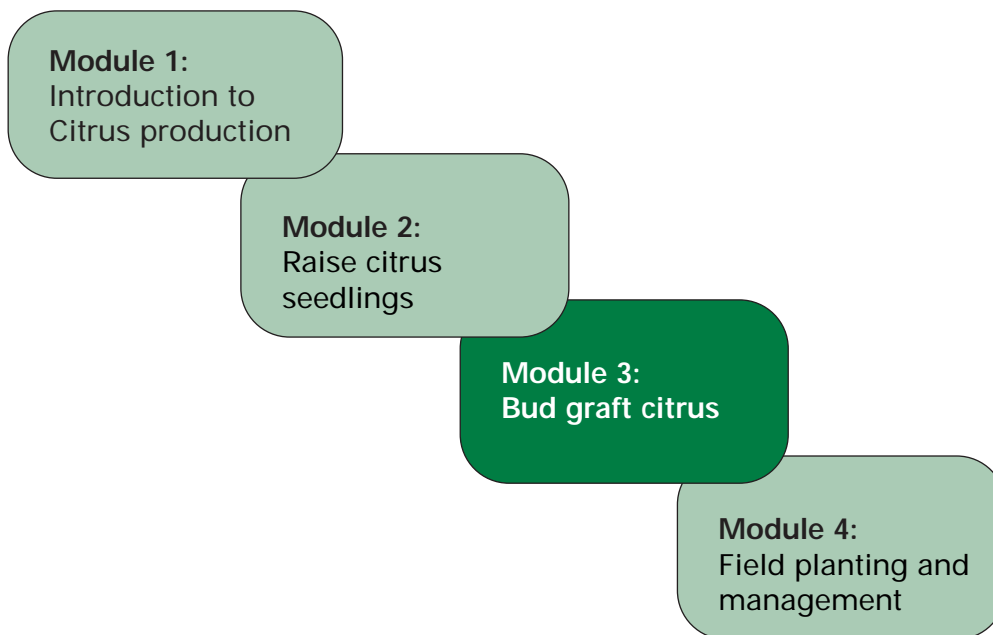 Module 1:
Introduction to
Citrus production
Module 2:
Raise citrus
seedlings
Module 3:
Bud graft citrus
Module 4:
Field planting and
management